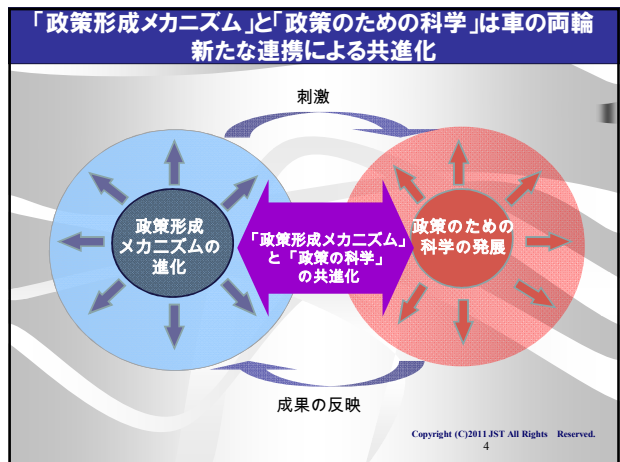 「政策形成メカニズム」と「政策のための科学」は車の両輪
新たな連携による共進化
刺激
政策形成
メカニズムの
進化
「政策形成メカニズム」
と「政策の科学」
の共進化
政策のための
科学の発展
成果の反映
Copyright (C)2011 JST All Rights Reserved.
4